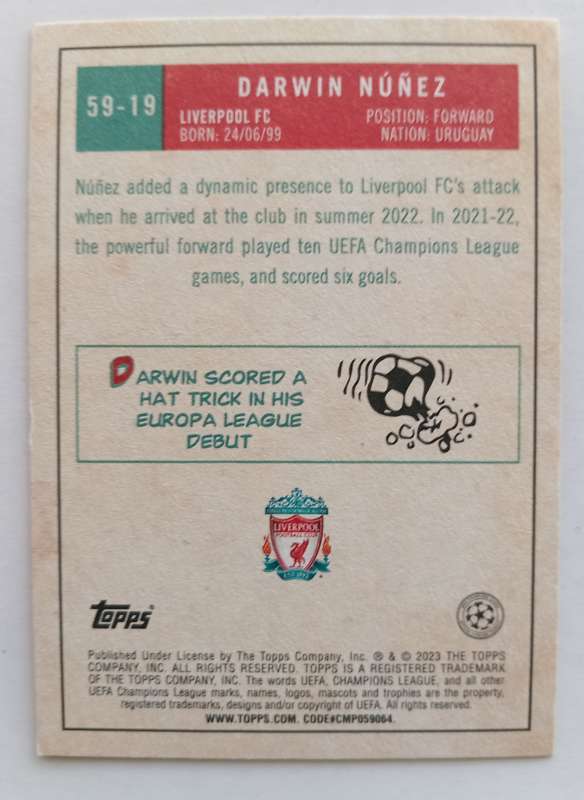 59-19
DARWIN NÚÑEZ
LIVERPOOL FC
BORN: 24/06/99
POSITION: FORWARD
NATION: URUGUAY
Núñez added a dynamic presence to Liverpool FC's attack
when he arrived at the club in summer 2022. In 2021-22,
the powerful forward played ten UEFA Champions League
games, and scored six goals.
DARWIN SCORED A
HAT TRICK IN HIS
EUROPA LEAGUE
DEBUT
LIVERPOOL
FOOTBALL CLUB
EST 1892
topps®
Published Under License by The Topps Company, Inc. ® & © 2023 THE TOPPS
COMPANY, INC. ALL RIGHTS RESERVED. TOPPS IS A REGISTERED TRADEMARK
OF THE TOPPS COMPANY, INC. The words UEFA, CHAMPIONS LEAGUE, and all other
UEFA Champions League marks, names, logos, mascots and trophies are the property,
registered trademarks, designs and/or copyright of UEFA. All rights reserved.
WWW.TOPPS.COM. CODE#CMP059064.